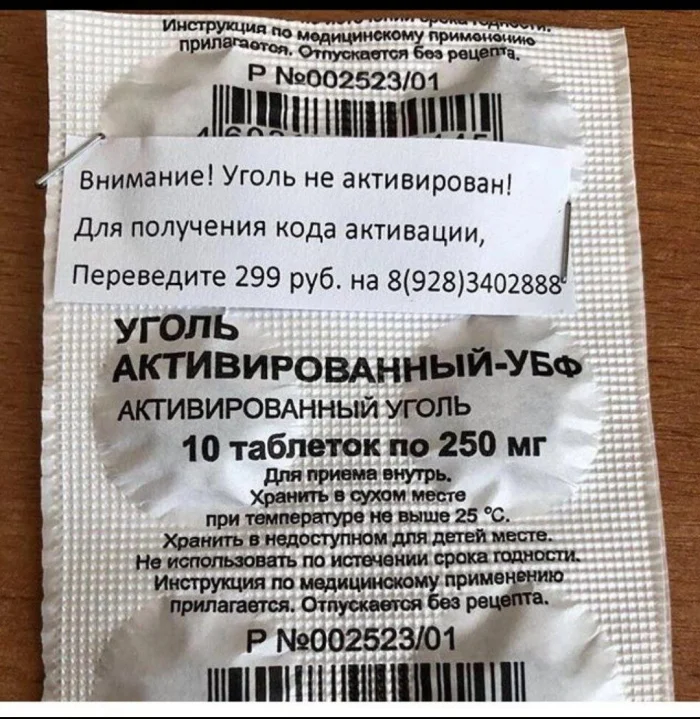 Инструкция по медицинскому применению
прилагается. Отпускается без рецепта.
Р №002523/01
Внимание! Уголь не активирован!
Для получения кода активации,
Переведите 299 руб. на 8(928)3402888
УГОЛЬ
АКТИВИРОВАННЫЙ-УБФ
АКТИВИРОВАННЫЙ УГОЛЬ
10 таблеток по 250 мг
Для приема внутрь.
Хранить в сухом месте
при температуре не выше 25 °C.
Хранить в недоступном для детей месте.
Не использовать по истечении срока годности.
Инструкция по медицинскому применению
прилагается. Отпускается без рецепта.
Р №002523/01